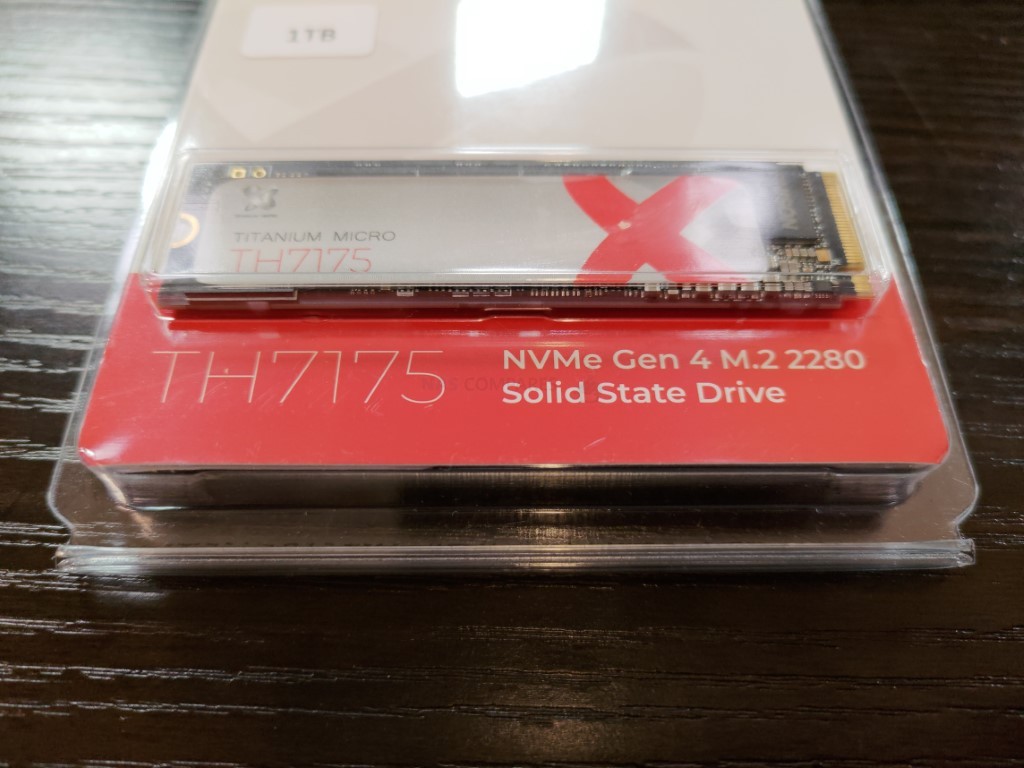 1TB
TITANIUM MICRO
TH7175
TH7175
NVMe Gen 4 M.2 2280
Solid State Drive